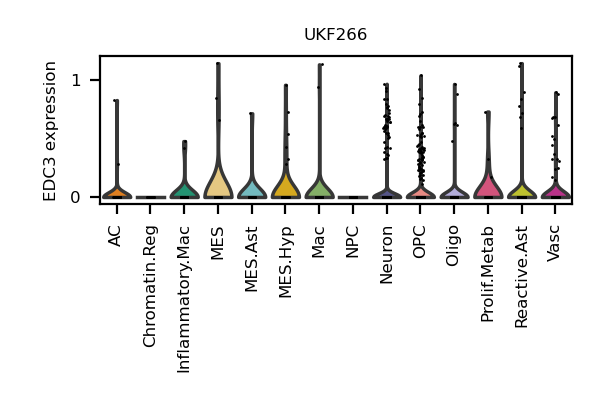 UKF266
EDC3 expression
1
0
AC
Chromatin.Reg
Inflammatory.Mac
MES
MES.Ast
MES.Hyp
Mac
NPC
Neuron
OPC
Oligo
Prolif.Metab
Reactive.Ast
Vasc